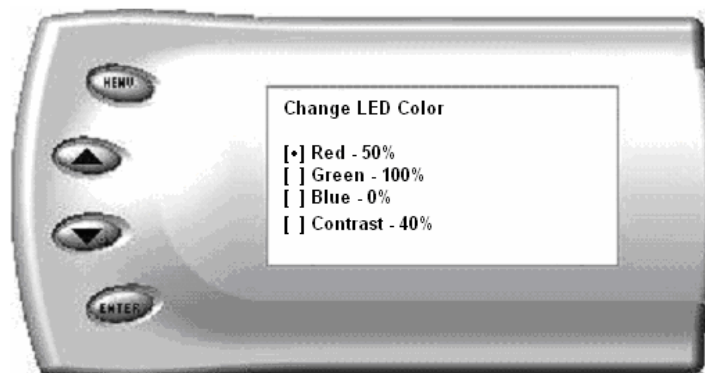 MENU
Change LED Color
[•] Red - 50%
[ ] Green - 100%
[ ] Blue - 0%
[ ] Contrast - 40%
ENTER